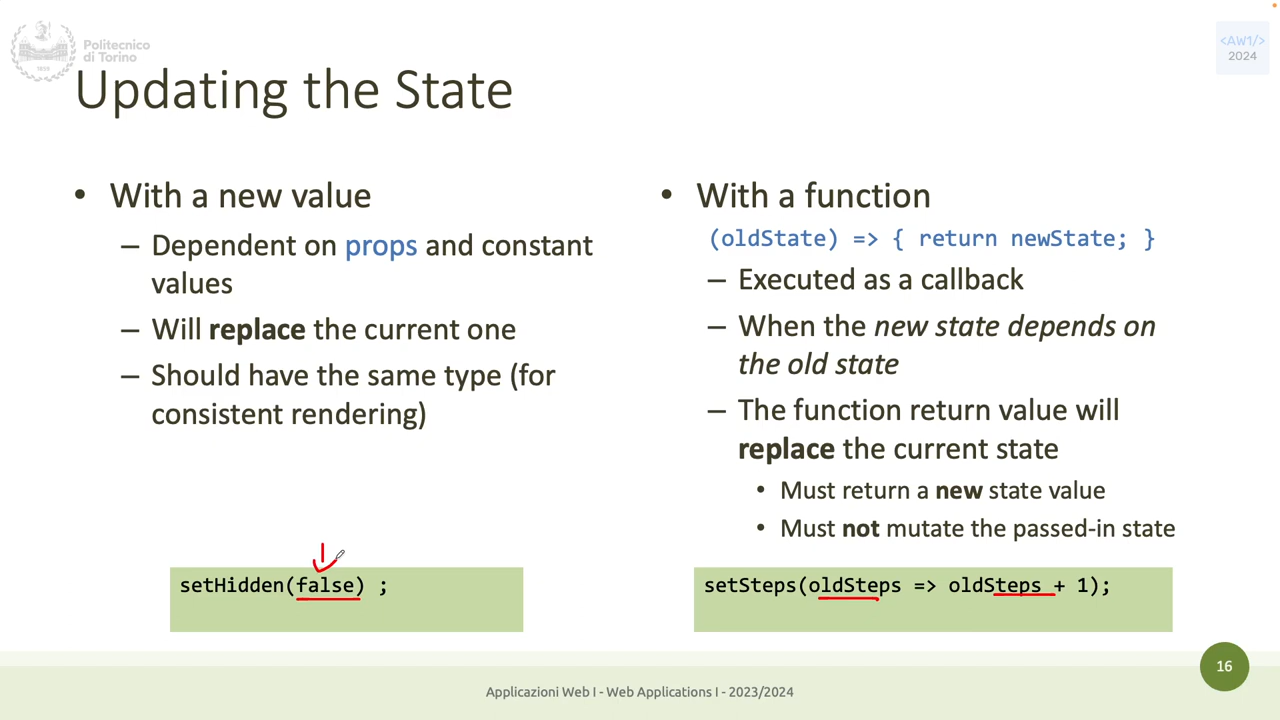 Politecnico
di Torino
1859
<AW1/>
2024
Updating the State
• With a new value
– Dependent on props and constant
values
– Will replace the current one
– Should have the same type (for
consistent rendering)
setHidden(false) ;
• With a function
(oldState) => { return newState; }
– Executed as a callback
– When the new state depends on
the old state
– The function return value will
replace the current state
• Must return a new state value
• Must not mutate the passed-in state
setSteps(oldSteps => oldSteps + 1);
16
Applicazioni Web I - Web Applications I - 2023/2024